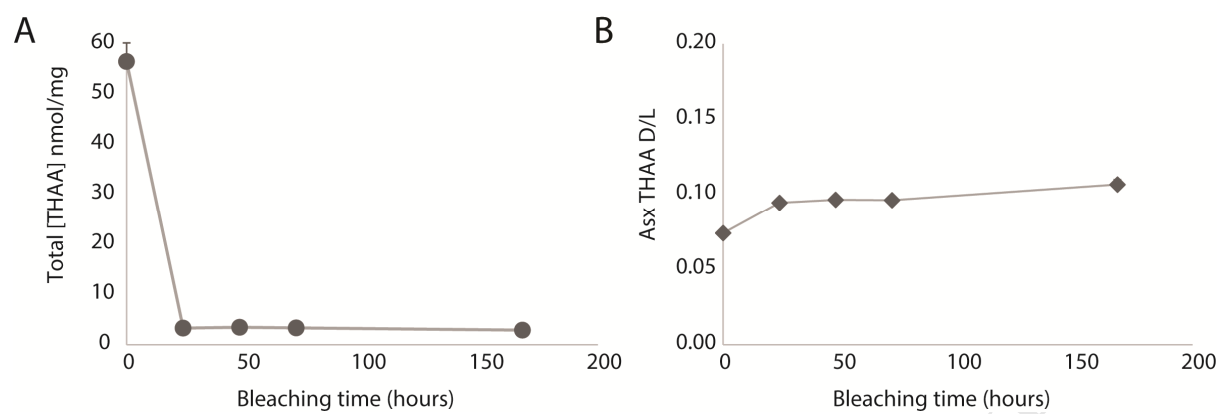 A
Total [THAA] nmol/mg
60
50
40
30
20
10
0
0 50 100 150 200
Bleaching time (hours)
B
Asx THAA D/L
0.20
0.15
0.10
0.05
0.00
0 50 100 150 200
Bleaching time (hours)